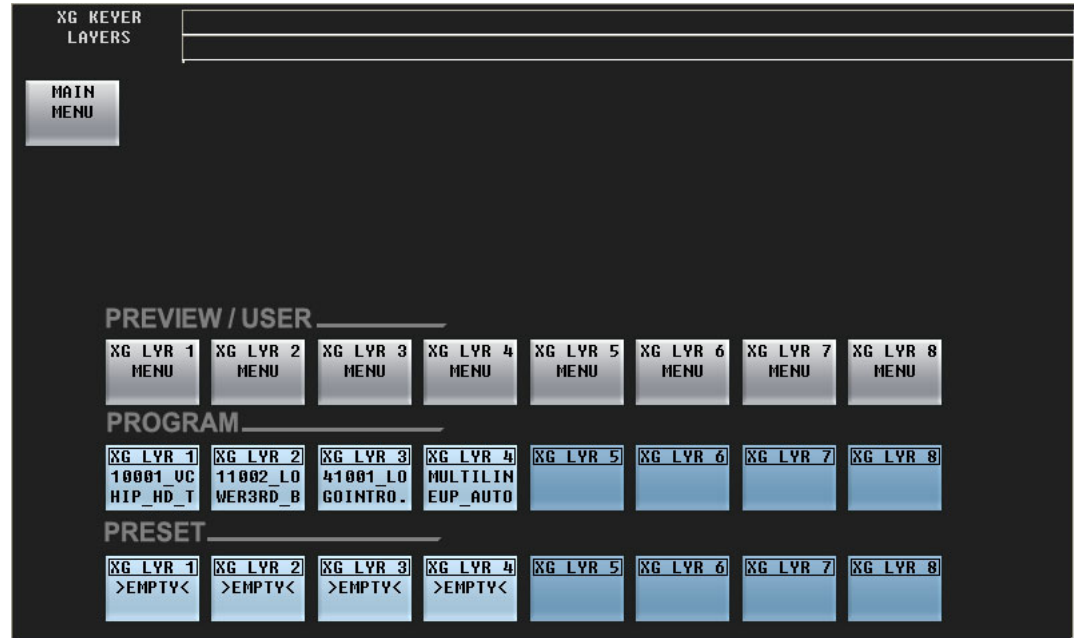 XG KEYER
LAYERS
MAIN
MENU
PREVIEW / USER
XG LYR 1 XG LYR 2 XG LYR 3 XG LYR 4 XG LYR 5 XG LYR 6 XG LYR 7 XG LYR 8
MENU MENU MENU MENU MENU MENU MENU MENU
PROGRAM
XG LYR 1 XG LYR 2 XG LYR 3 XG LYR 4 XG LYR 5 XG LYR 6 XG LYR 7 XG LYR 8
10001_VC 11002_LO 41001_LO MULTILIN
HIP_HD_T WER3RD_B GOINTRO. EUP_AUTO
PRESET
XG LYR 1 XG LYR 2 XG LYR 3 XG LYR 4 XG LYR 5 XG LYR 6 XG LYR 7 XG LYR 8
>EMPTY< >EMPTY< >EMPTY< >EMPTY<